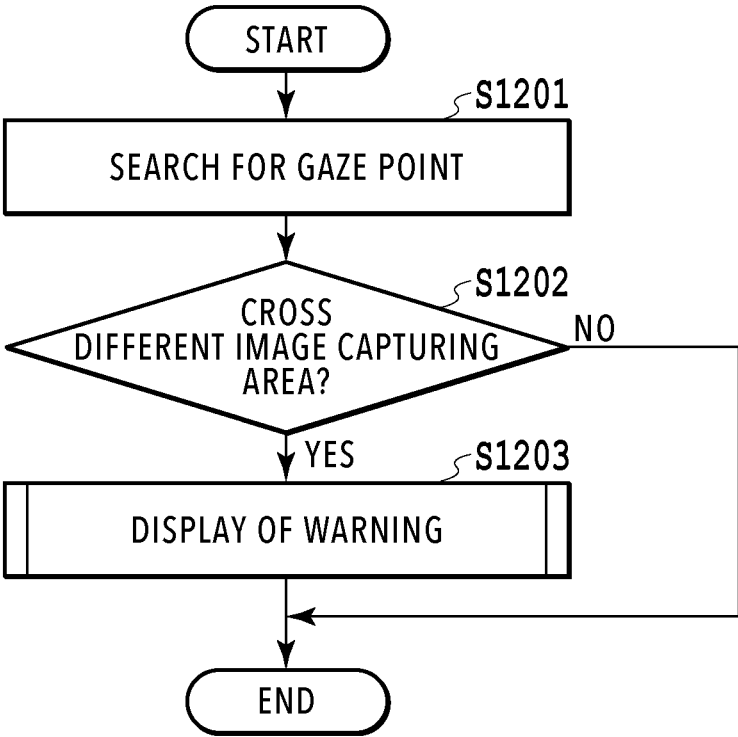 START
S1201
SEARCH FOR GAZE POINT
S1202
CROSS
DIFFERENT IMAGE CAPTURING
AREA?
NO
YES
S1203
DISPLAY OF WARNING
END